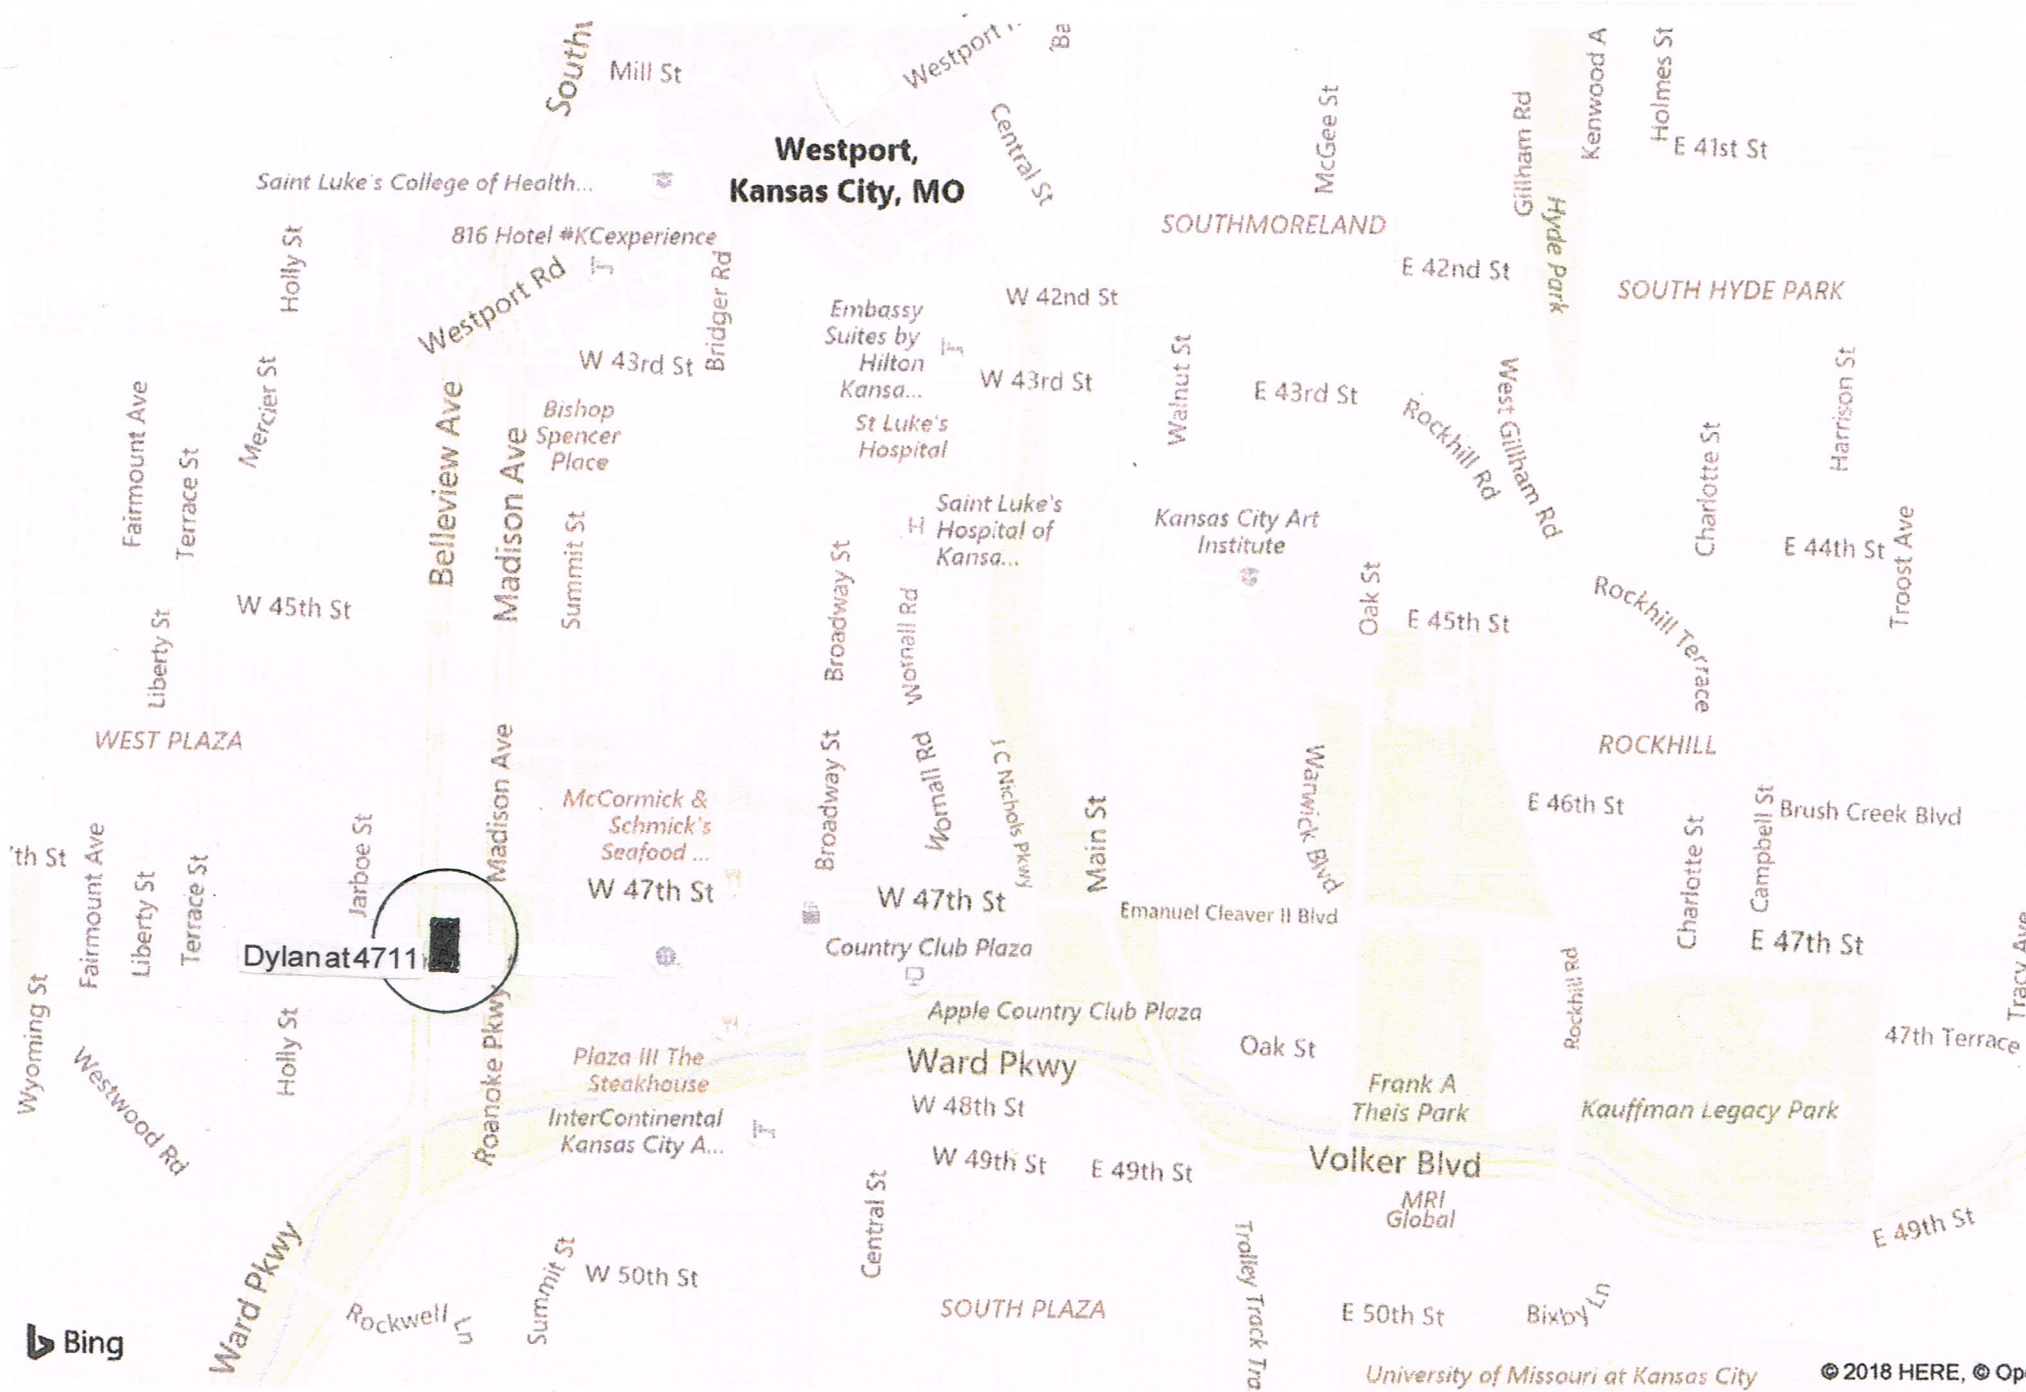 South
Mill St
Westport
Ba
Kenwood A
Holmes St
McGee St
Gillham Rd
E 41st St
Westport,
Kansas City, MO
Central St
Saint Luke's College of Health...
SOUTHMORELAND
Hyde Park
Holly St
816 Hotel #KCexperience
Westport Rd
Bridger Rd
E 42nd St
SOUTH HYDE PARK
W 42nd St
Embassy
Suites by
Hilton
Kansa...
W 43rd St
W 43rd St
Walnut St
E 43rd St
Rockhill Rd
West Gillham Rd
Harrison St
Mercier St
Fairmount Ave
Terrace St
Belleview Ave
Madison Ave
Bishop
Spencer
Place
St Luke's
Hospital
Charlotte St
H
Saint Luke's
Hospital of
Kansa...
Kansas City Art
Institute
E 44th St
Troost Ave
Summit St
Broadway St
Wornall Rd
Oak St
E 45th St
Rockhill Terrace
W 45th St
Liberty St
WEST PLAZA
ROCKHILL
Madison Ave
Broadway St
Wornall Rd
J C Nichols Pkwy
Main St
Warwick Blvd
McCormick &
Schmick's
Seafood ...
E 46th St
Campbell St
Brush Creek Blvd
Charlotte St
'th St
Fairmount Ave
Liberty St
Terrace St
Jarboe St
W 47th St
W 47th St
Emanuel Cleaver II Blvd
E 47th St
Tracy Ave
Dylan at 4711
Country Club Plaza
Rockhill Rd
Wyoming St
Holly St
Roanoke Pkwy
Apple Country Club Plaza
47th Terrace
Westwood Rd
Plaza III The
Steakhouse
Ward Pkwy
Oak St
Frank A
Theis Park
Kauffman Legacy Park
InterContinental
Kansas City A...
W 48th St
W 49th St
E 49th St
Volker Blvd
MRI
Global
Central St
E 49th St
Ward Pkwy
Summit St
W 50th St
Trolley Track Tra
Rockwell Ln
SOUTH PLAZA
E 50th St
Bixby Ln
Bing
University of Missouri at Kansas City
© 2018 HERE, © Op